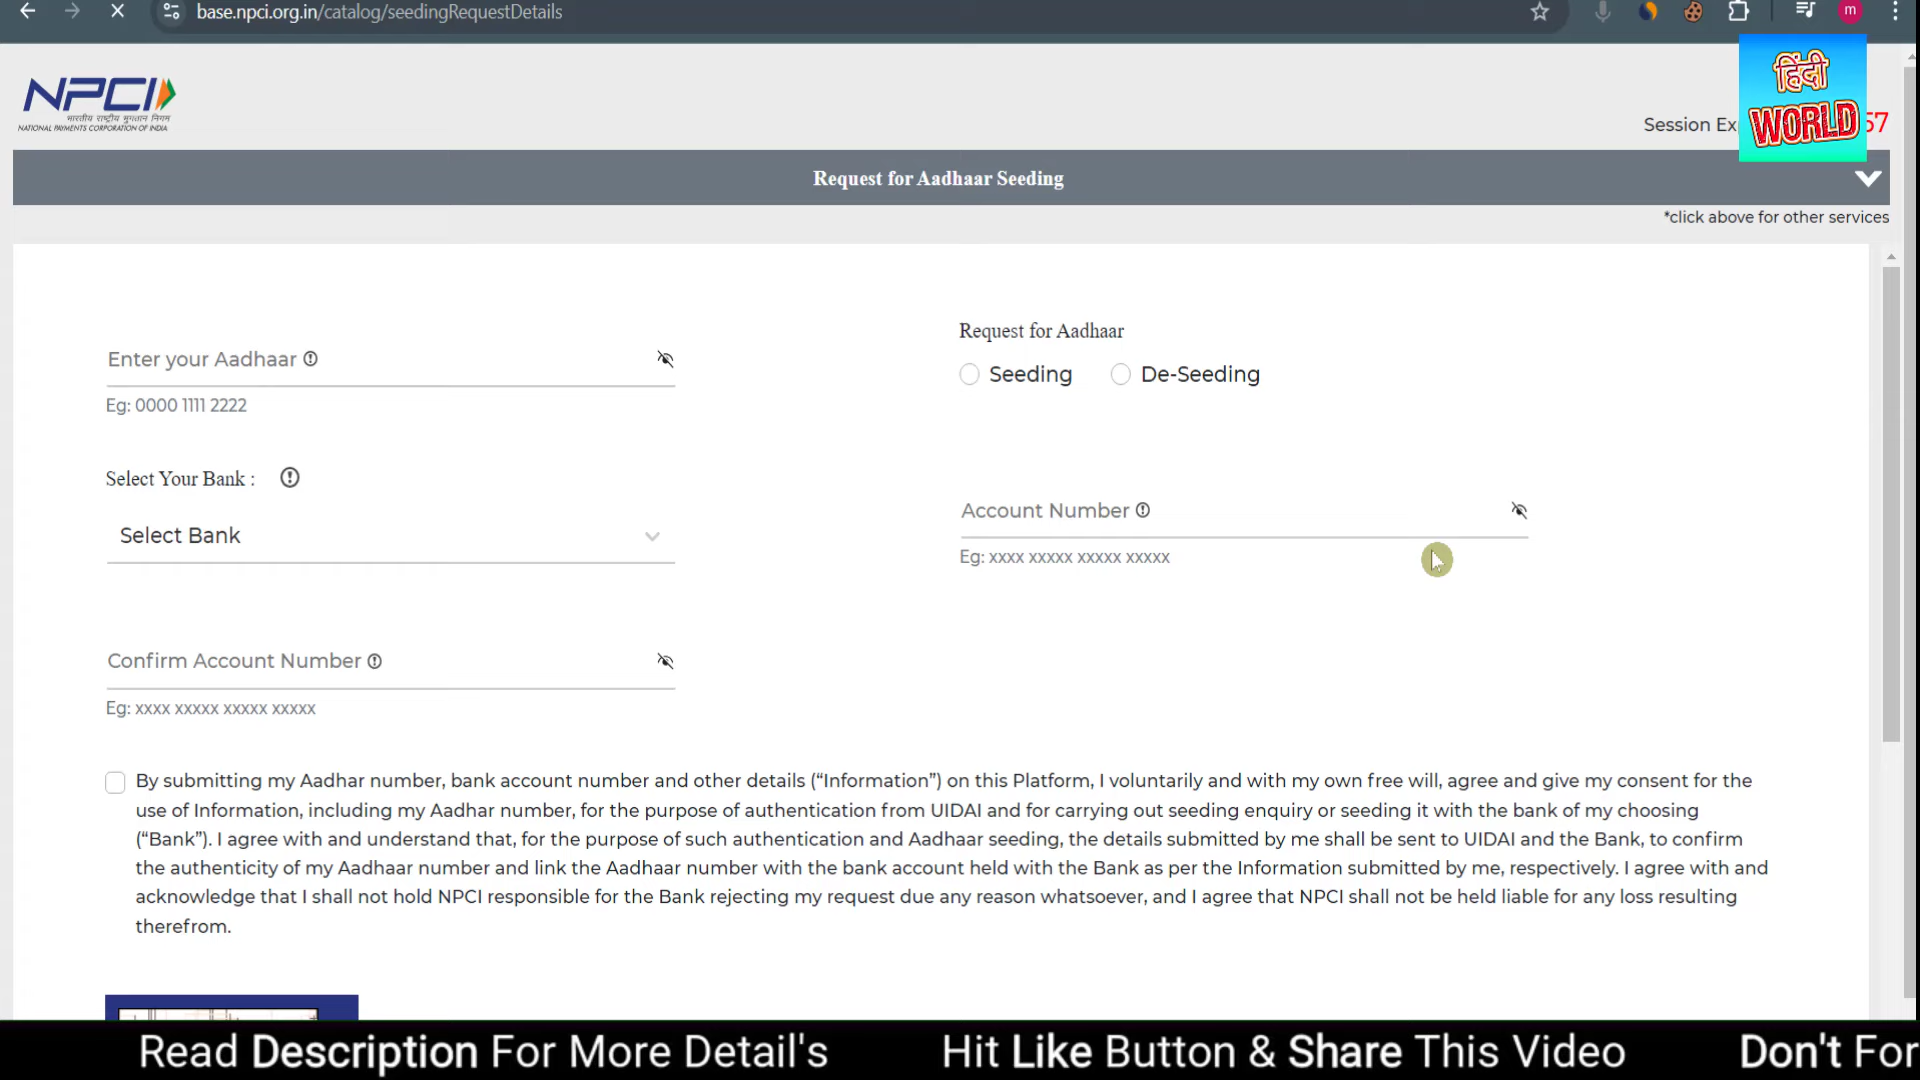 base.npci.org.in/catalog/seedingRequestDetails
m
NPCI
भारतीय राष्ट्रीय भुगतान निगम
NATIONAL PAYMENTS CORPORATION OF INDIA
हिंदी
WORLD
Session Ex
57
Request for Aadhaar Seeding
*click above for other services
Enter your Aadhaar
Eg: 0000 1111 2222
Request for Aadhaar
Seeding De-Seeding
Select Your Bank :
Select Bank
Account Number
Eg: xxxx xxxxx xxxxx xxxxx
Confirm Account Number
Eg: xxxx xxxxx xxxxx xxxxx
By submitting my Aadhar number, bank account number and other details (“Information”) on this Platform, I voluntarily and with my own free will, agree and give my consent for the
use of Information, including my Aadhar number, for the purpose of authentication from UIDAI and for carrying out seeding enquiry or seeding it with the bank of my choosing
(“Bank”). I agree with and understand that, for the purpose of such authentication and Aadhaar seeding, the details submitted by me shall be sent to UIDAI and the Bank, to confirm
the authenticity of my Aadhaar number and link the Aadhaar number with the bank account held with the Bank as per the Information submitted by me, respectively. I agree with and
acknowledge that I shall not hold NPCI responsible for the Bank rejecting my request due any reason whatsoever, and I agree that NPCI shall not be held liable for any loss resulting
therefrom.
Read Description For More Detail's Hit Like Button & Share This Video Don't For